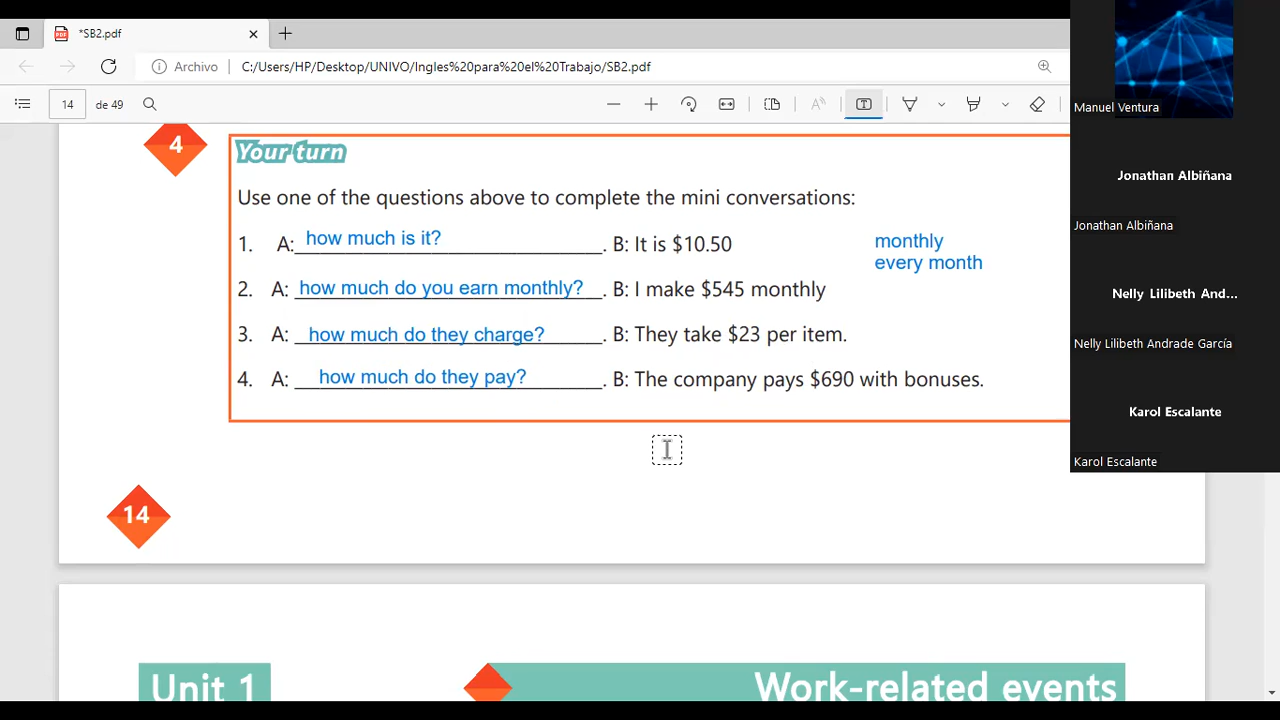 *SB2.pdf
Archivo C:/Users/HP/Desktop/UNIVO/Ingles%20para%20el%20Trabajo/SB2.pdf
14 de 49
4
Your turn
Use one of the questions above to complete the mini conversations:
1. A: how much is it? . B: It is $10.50
monthly
every month
2. A: how much do you earn monthly? . B: I make $545 monthly
3. A: how much do they charge? . B: They take $23 per item.
4. A: how much do they pay? . B: The company pays $690 with bonuses.
14
Unit 1
Work-related events
Manuel Ventura
Jonathan Albiñana
Jonathan Albiñana
Nelly Lilibeth And...
Nelly Lilibeth Andrade García
Karol Escalante
Karol Escalante